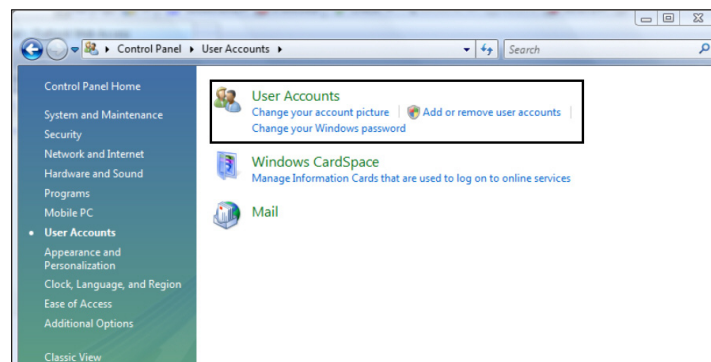 Control Panel
User Accounts
Search
Control Panel Home
System and Maintenance
Security
Network and Internet
Hardware and Sound
Programs
Mobile PC
User Accounts
Appearance and
Personalization
Clock, Language, and Region
Ease of Access
Additional Options
Classic View
User Accounts
Change your account picture
Add or remove user accounts
Change your Windows password
Windows CardSpace
Manage Information Cards that are used to log on to online services
Mail